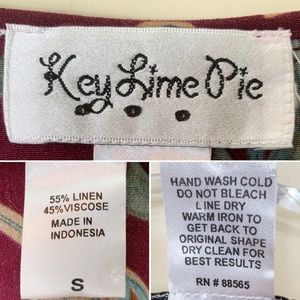 Key Lime Pie
55% LINEN
45% VISCOSE
MADE IN
INDONESIA
S
HAND WASH COLD
DO NOT BLEACH
LINE DRY
WARM IRON TO
GET BACK TO
ORIGINAL SHAPE
DRY CLEAN FOR
BEST RESULTS
RN # 88565